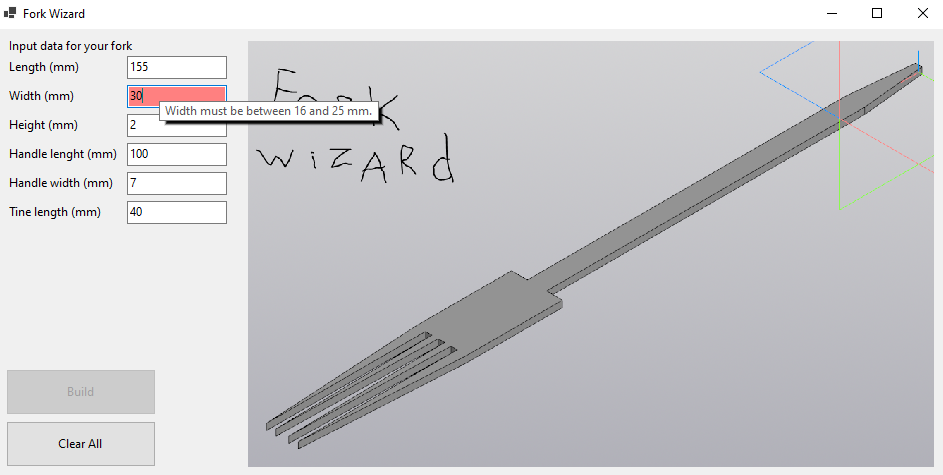 Fork Wizard
Input data for your fork
Length (mm) 155
Width (mm) 30
Width must be between 16 and 25 mm.
Height (mm) 2
Handle lenght (mm) 100
Handle width (mm) 7
Tine length (mm) 40
Build
Clear All
FoRK
wizARd